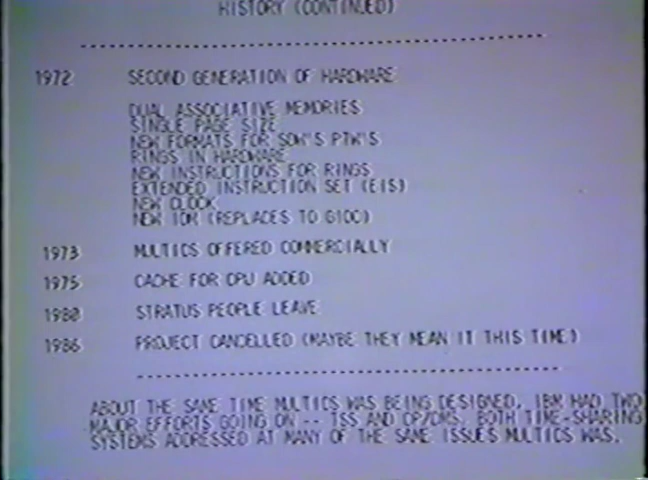 HISTORY (CONTINUED)
1972 SECOND GENERATION OF HARDWARE
DUAL ASSOCIATIVE MEMORIES
SINGLE PAGE SIZE
NEW FORMATS FOR SDW'S PTW'S
RINGS IN HARDWARE
NEW INSTRUCTIONS FOR RINGS
EXTENDED INSTRUCTION SET (EIS)
NEW CLOCK
NEW IOM (REPLACES TO GIOC)
1973 MULTICS OFFERED COMMERCIALLY
1975 CACHE FOR CPU ADDED
1980 STRATUS PEOPLE LEAVE
1986 PROJECT CANCELLED (MAYBE THEY MEAN IT THIS TIME)
ABOUT THE SAME TIME MULTICS WAS BEING DESIGNED, IBM HAD TWO
MAJOR EFFORTS GOING ON -- TSS AND CP/CMS. BOTH TIME-SHARING
SYSTEMS ADDRESSED AT MANY OF THE SAME ISSUES MULTICS WAS.